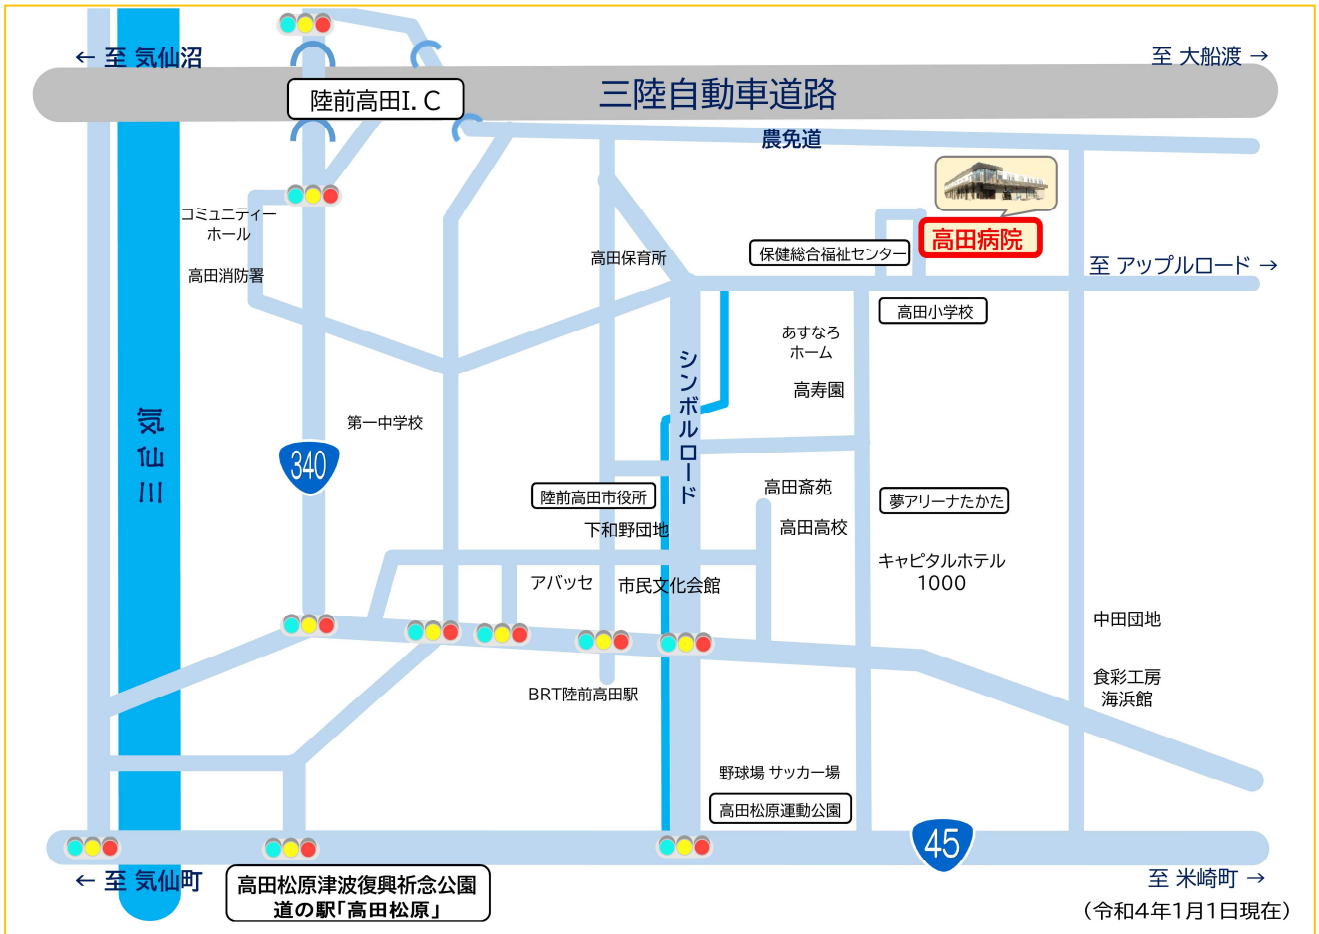 ← 至 気仙沼
至 大船渡 →
陸前高田I.C
三陸自動車道路
農免道
コミュニティー
ホール
高田消防署
高田保育所
保健総合福祉センター
高田病院
至 アップルロード →
高田小学校
あすなろ
ホーム
高寿園
シンボルロード
気仙川
第一中学校
340
陸前高田市役所
高田斎苑
夢アリーナたかた
下和野団地
高田高校
アバッセ
市民文化会館
キャピタルホテル
1000
中田団地
食彩工房
海浜館
BRT陸前高田駅
野球場 サッカー場
高田松原運動公園
45
← 至 気仙町
高田松原津波復興祈念公園
道の駅「高田松原」
至 米崎町 →
（令和4年1月1日現在）